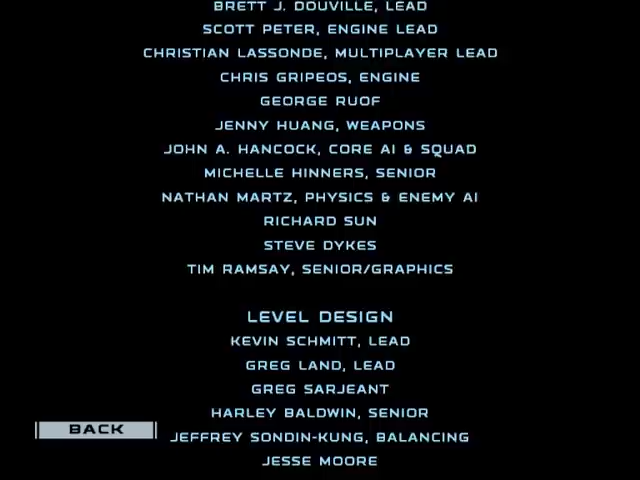 BRETT J. DOUVILLE, LEAD
SCOTT PETER, ENGINE LEAD
CHRISTIAN LASSONDE, MULTIPLAYER LEAD
CHRIS GRIPEOS, ENGINE
GEORGE RUOF
JENNY HUANG, WEAPONS
JOHN A. HANCOCK, CORE AI & SQUAD
MICHELLE HINNERS, SENIOR
NATHAN MARTZ, PHYSICS & ENEMY AI
RICHARD SUN
STEVE DYKES
TIM RAMSAY, SENIOR/GRAPHICS
LEVEL DESIGN
KEVIN SCHMITT, LEAD
GREG LAND, LEAD
GREG SARJEANT
HARLEY BALDWIN, SENIOR
BACK
JEFFREY SONDIN-KUNG, BALANCING
JESSE MOORE